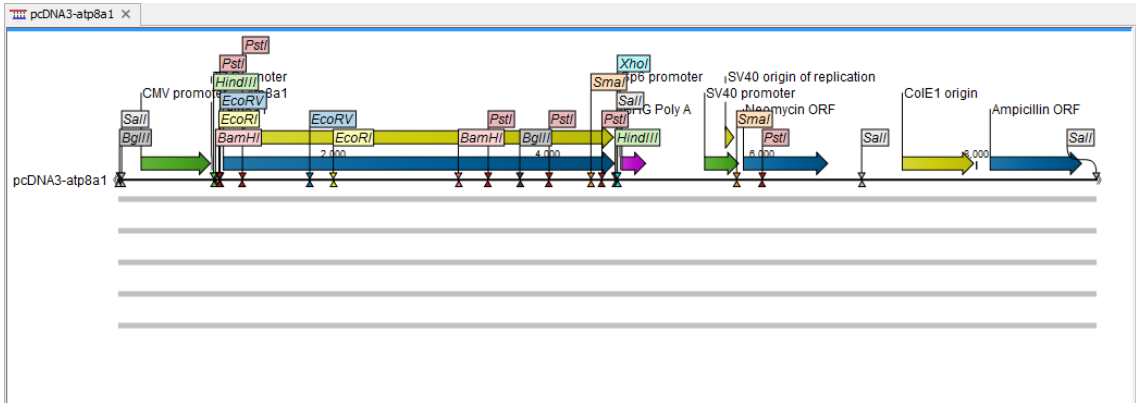 pcDNA3-atp8a1
PstI
PstI
XhoI
HindIII
SmaI
Sp6 promoter
SV40 origin of replication
CMV promoter
EcoRV
SalI
SV40 promoter
ColE1 origin
Ampicillin ORF
SalI
EcoRI
EcoRV
PstI
PstI
PstI
SmaI
Neomycin ORF
BglII
BamHI
EcoRI
BamHI
BglII
HindIII
Poly A
PstI
SalI
SalI
2,000
4,000
6,000
8,000
pcDNA3-atp8a1